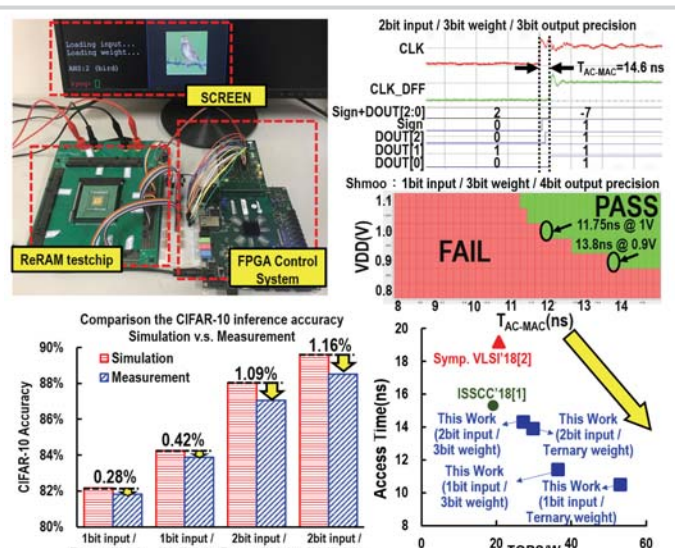 Loading input...
Loading weight...
ANS:2 (bird)
SCREEN
ReRAM testchip
FPGA Control
System
2bit input / 3bit weight / 3bit output precision
CLK
T_AC-MAC=14.6 ns
CLK_DFF
Sign+DOUT[2:0] 2 -7
Sign 0 1
DOUT[2] 0 1
DOUT[1] 1 1
DOUT[0] 0 1
Shmoo : 1bit input / 3bit weight / 4bit output precision
VDD(V)
1.1
1.0
0.9
0.8
FAIL
PASS
11.75ns @ 1V
13.8ns @ 0.9V
8 9 10 11 12 13 14
T_AC-MAC(ns)
Comparison the CIFAR-10 inference accuracy
Simulation v.s. Measurement
CIFAR-10 Accuracy
90%
88%
86%
84%
82%
80%
Simulation
Measurement
0.28%
0.42%
1.09%
1.16%
1bit input / 1bit input / 2bit input / 2bit input /
Access Time(ns)
20
18
16
14
12
10
8
Symp. VLSI'18[2]
ISSCC'18[1]
This Work
(2bit input /
3bit weight)
This Work
(2bit input /
Ternary weight)
This Work
(1bit input /
3bit weight)
This Work
(1bit input /
Ternary weight)
0 20 40 60